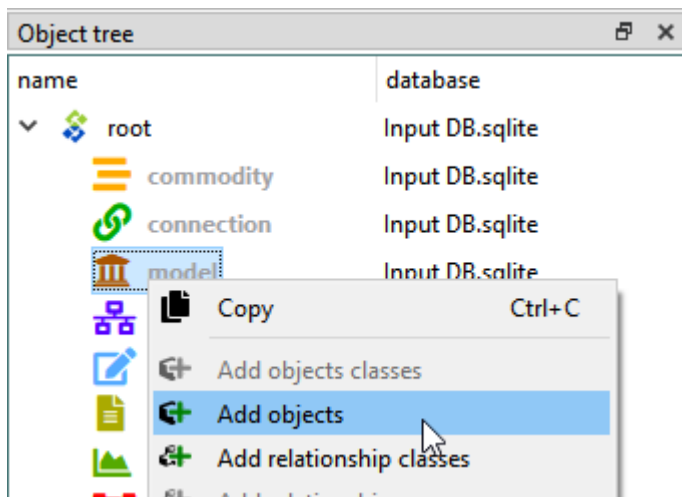 Object tree
name database
root Input DB.sqlite
commodity Input DB.sqlite
connection Input DB.sqlite
model Input DB.sqlite
Copy Ctrl+C
Add objects classes
Add objects
Add relationship classes